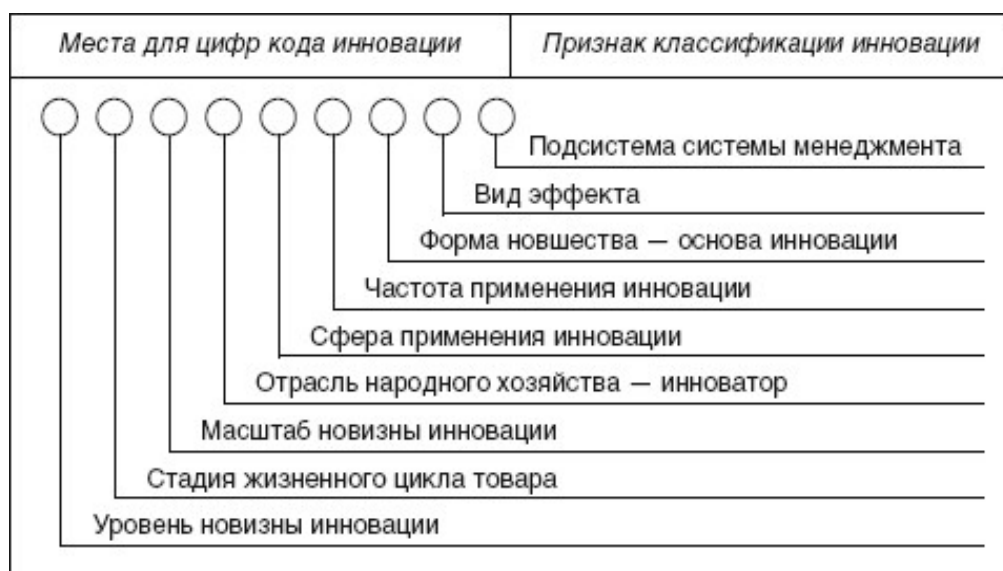 Места для цифр кода инновации
Признак классификации инновации
Подсистема системы менеджмента
Вид эффекта
Форма новшества — основа инновации
Частота применения инновации
Сфера применения инновации
Отрасль народного хозяйства — инноватор
Масштаб новизны инновации
Стадия жизненного цикла товара
Уровень новизны инновации